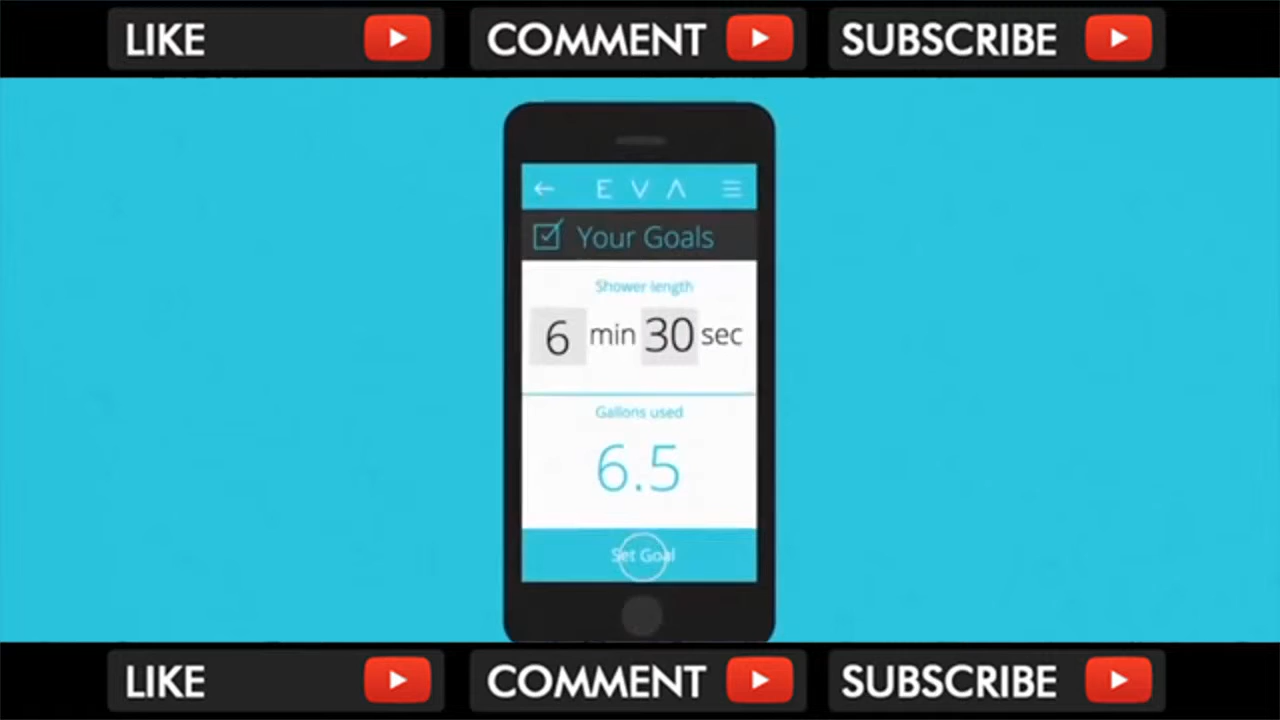 LIKE COMMENT SUBSCRIBE
EVA
Your Goals
Shower length
6 min 30 sec
Gallons used
6.5
Set Goal
LIKE COMMENT SUBSCRIBE